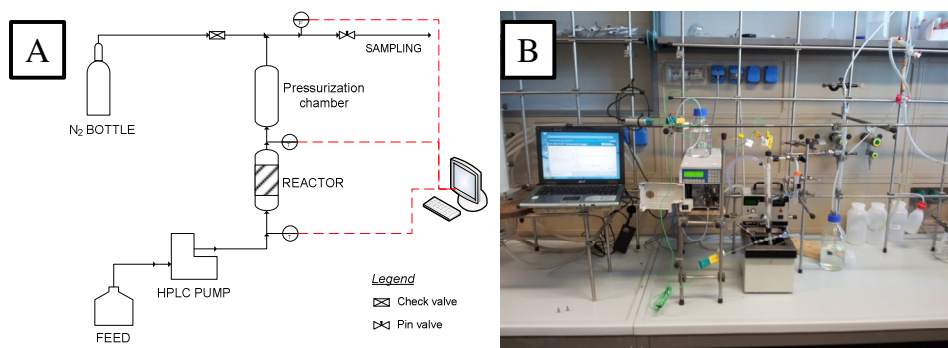 A
P
SAMPLING
Pressurization
chamber
N₂ BOTTLE
T
REACTOR
T
HPLC PUMP
FEED
Legend
Check valve
Pin valve
B